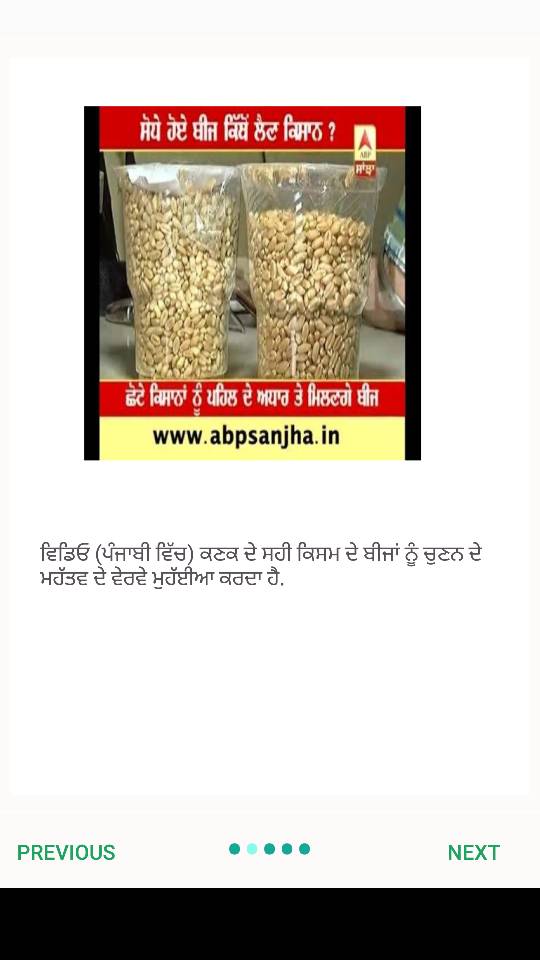 ਸੋਧੇ ਹੋਏ ਬੀਜ ਕਿੱਥੋਂ ਲੈਣ ਕਿਸਾਨ ?
ABP
ਸਾਂਝਾ
ਛੋਟੇ ਕਿਸਾਨਾਂ ਨੂੰ ਪਹਿਲ ਦੇ ਅਧਾਰ ਤੇ ਮਿਲਣਗੇ ਬੀਜ
www.abpsanjha.in
ਵਿਡਿਓ (ਪੰਜਾਬੀ ਵਿੱਚ) ਕਣਕ ਦੇ ਸਹੀ ਕਿਸਮ ਦੇ ਬੀਜਾਂ ਨੂੰ ਚੁਣਨ ਦੇ
ਮਹੱਤਵ ਦੇ ਵੇਰਵੇ ਮੁਹੱਈਆ ਕਰਦਾ ਹੈ.
PREVIOUS
NEXT